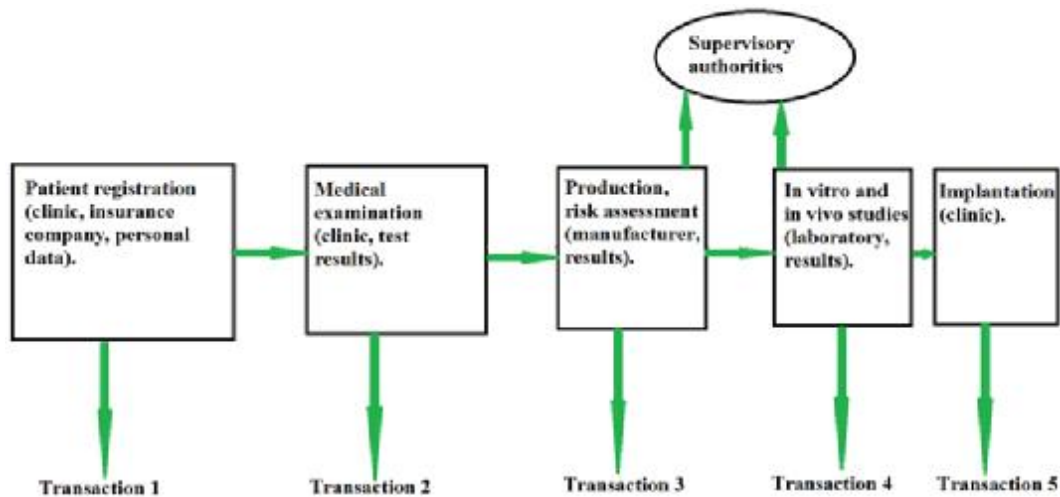 Supervisory
authorities
Patient registration
(clinic, insurance
company, personal
data).
Medical
examination
(clinic, test
results).
Production,
risk assessment
(manufacturer,
results).
In vitro and
in vivo studies
(laboratory,
results).
Implantation
(clinic).
Transaction 1
Transaction 2
Transaction 3
Transaction 4
Transaction 5